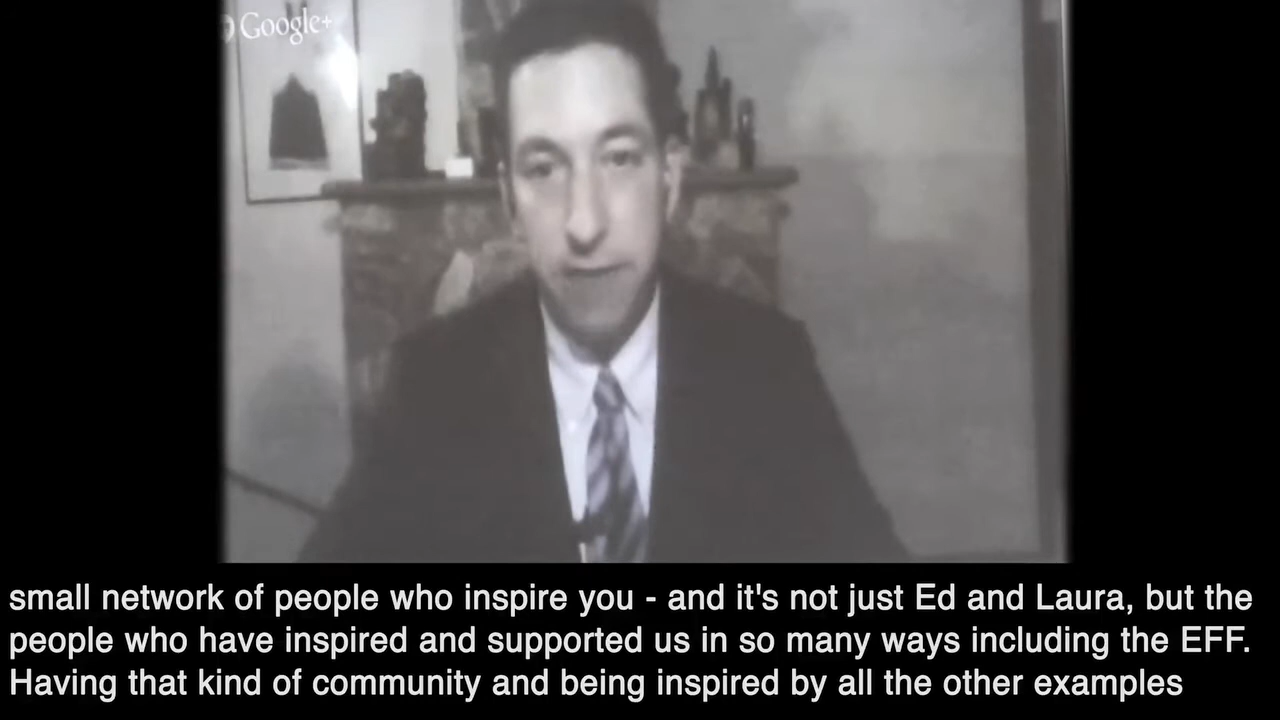 Google+
small network of people who inspire you - and it's not just Ed and Laura, but the
people who have inspired and supported us in so many ways including the EFF.
Having that kind of community and being inspired by all the other examples